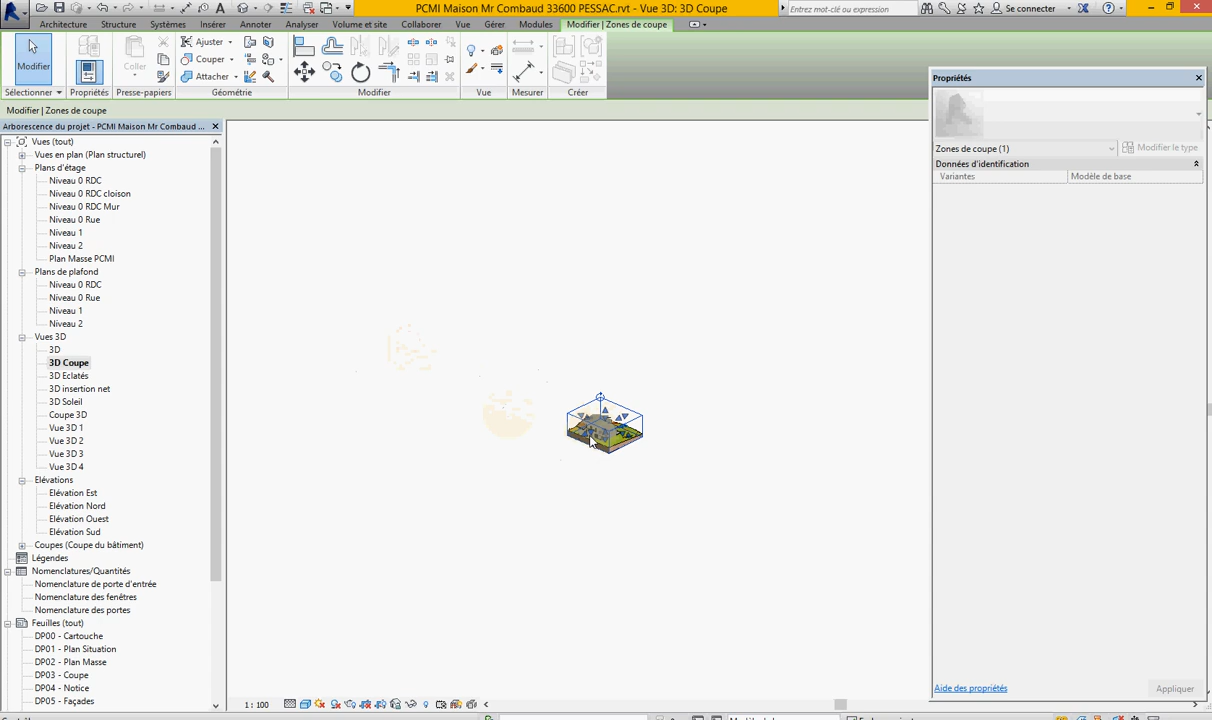 PCMI Maison Mr Combaud 33600 PESSAC.rvt - Vue 3D: 3D Coupe
Entrez mot-clé ou expression
Se connecter
Architecture Structure Systèmes Insérer Annoter Analyser Volume et site Collaborer Vue Gérer Modules Modifier | Zones de coupe
Modifier
Coller
Ajuster
Couper
Attacher
Sélectionner Propriétés Presse-papiers Géométrie Modifier Vue Mesurer Créer
Modifier | Zones de coupe
Arborescence du projet - PCMI Maison Mr Combaud ...
Vues (tout)
Vues en plan (Plan structurel)
Plans d'étage
Niveau 0 RDC
Niveau 0 RDC cloison
Niveau 0 RDC Mur
Niveau 0 Rue
Niveau 1
Niveau 2
Plan Masse PCMI
Plans de plafond
Niveau 0 RDC
Niveau 0 Rue
Niveau 1
Niveau 2
Vues 3D
3D
3D Coupe
3D Eclatés
3D insertion net
3D Soleil
Coupe 3D
Vue 3D 1
Vue 3D 2
Vue 3D 3
Vue 3D 4
Elévations
Elévation Est
Elévation Nord
Elévation Ouest
Elévation Sud
Coupes (Coupe du bâtiment)
Légendes
Nomenclatures/Quantités
Nomenclature de porte d'entrée
Nomenclature des fenêtres
Nomenclature des portes
Feuilles (tout)
DP00 - Cartouche
DP01 - Plan Situation
DP02 - Plan Masse
DP03 - Coupe
DP04 - Notice
DP05 - Façades
1 : 100
Propriétés
Zones de coupe (1)
Modifier le type
Données d'identification
Variantes Modèle de base
Aide des propriétés
Appliquer